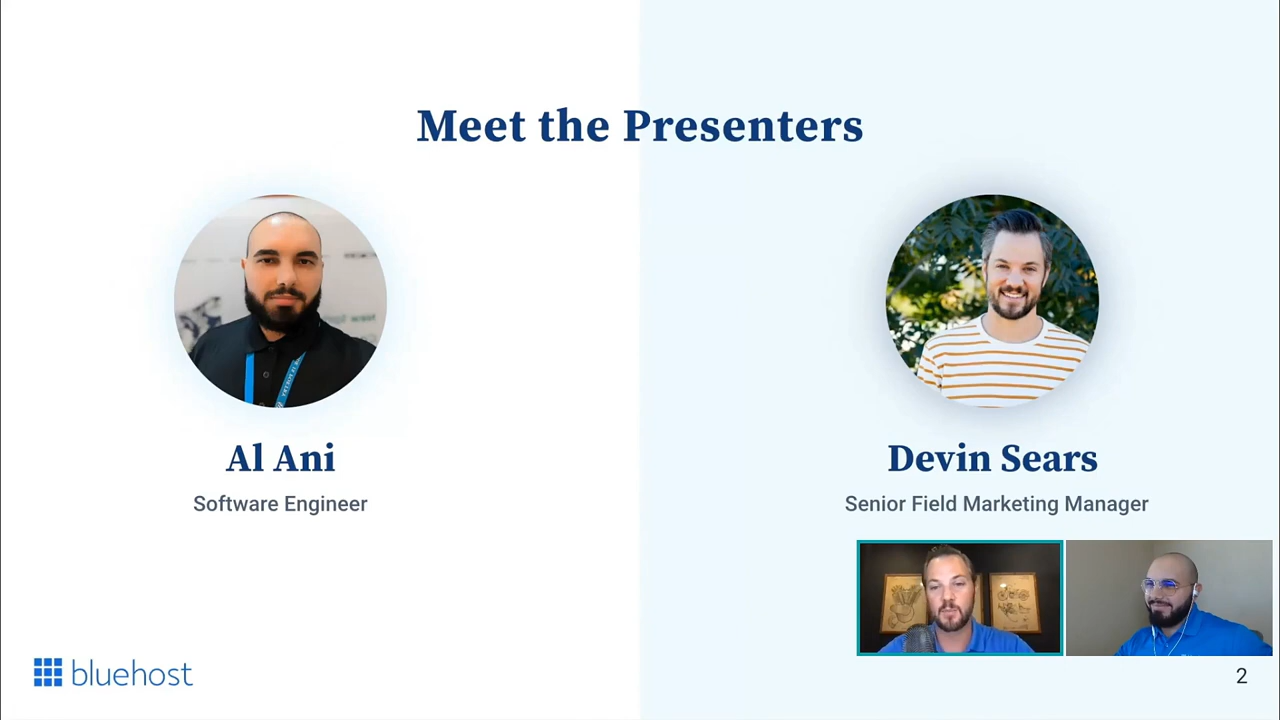 Meet the Presenters
Al Ani
Software Engineer
Devin Sears
Senior Field Marketing Manager
bluehost
2